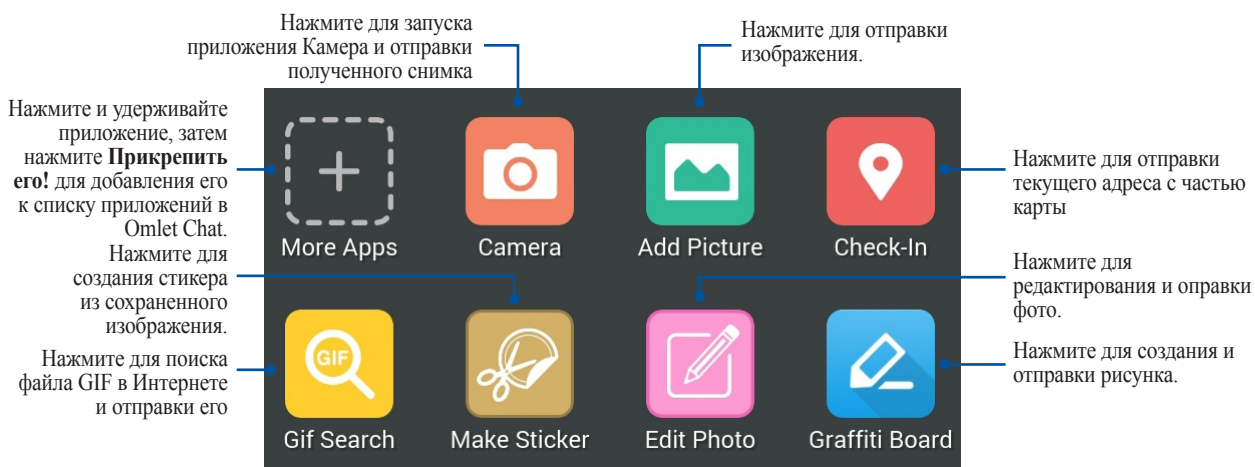 Нажмите для запуска
приложения Камера и отправки
полученного снимка
Нажмите для отправки
изображения.
Нажмите и удерживайте
приложение, затем
нажмите Прикрепить
его! для добавления его
к списку приложений в
Omlet Chat.
Нажмите для
создания стикера
из сохраненного
изображения.
Нажмите для поиска
файла GIF в Интернете
и отправки его
More Apps
Camera
Add Picture
Check-In
GIF
Gif Search
Make Sticker
Edit Photo
Graffiti Board
Нажмите для отправки
текущего адреса с частью
карты
Нажмите для
редактирования и оправки
фото.
Нажмите для создания и
отправки рисунка.